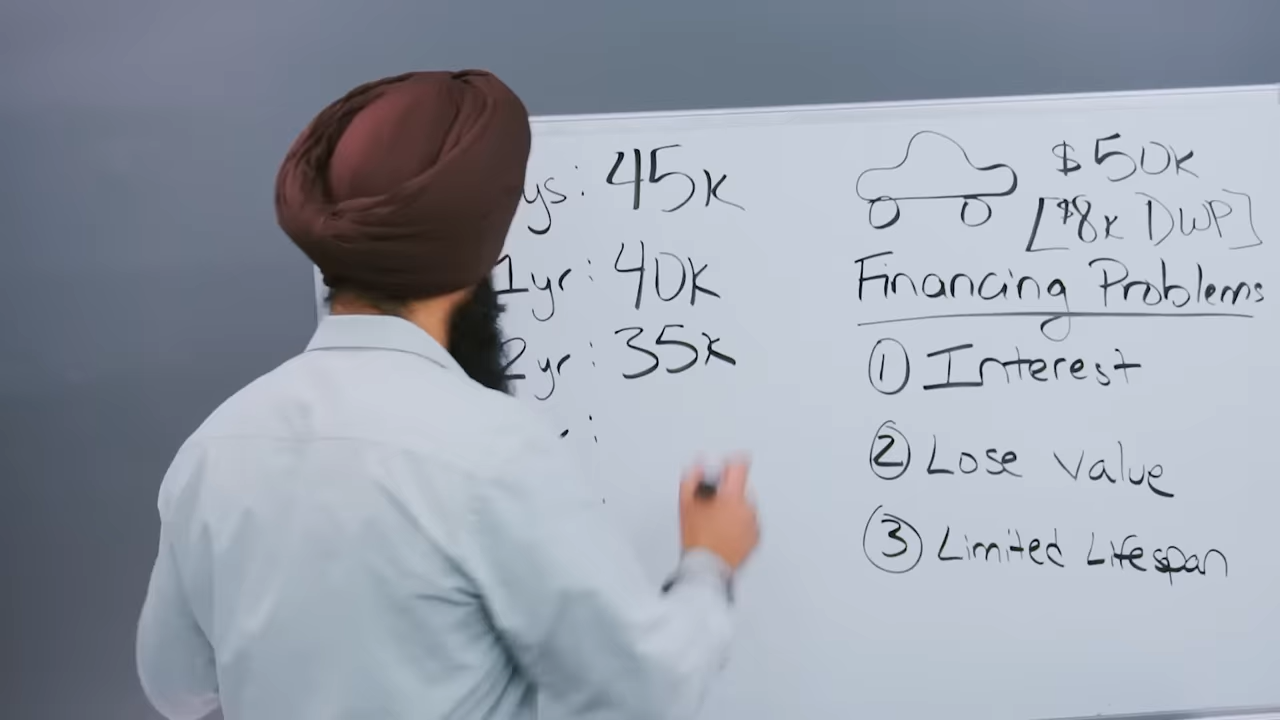 ys: 45k
1yr: 40k
2yr: 35k
$50k
[$8k DWP]
Financing Problems
① Interest
② Lose Value
③ Limited Lifespan